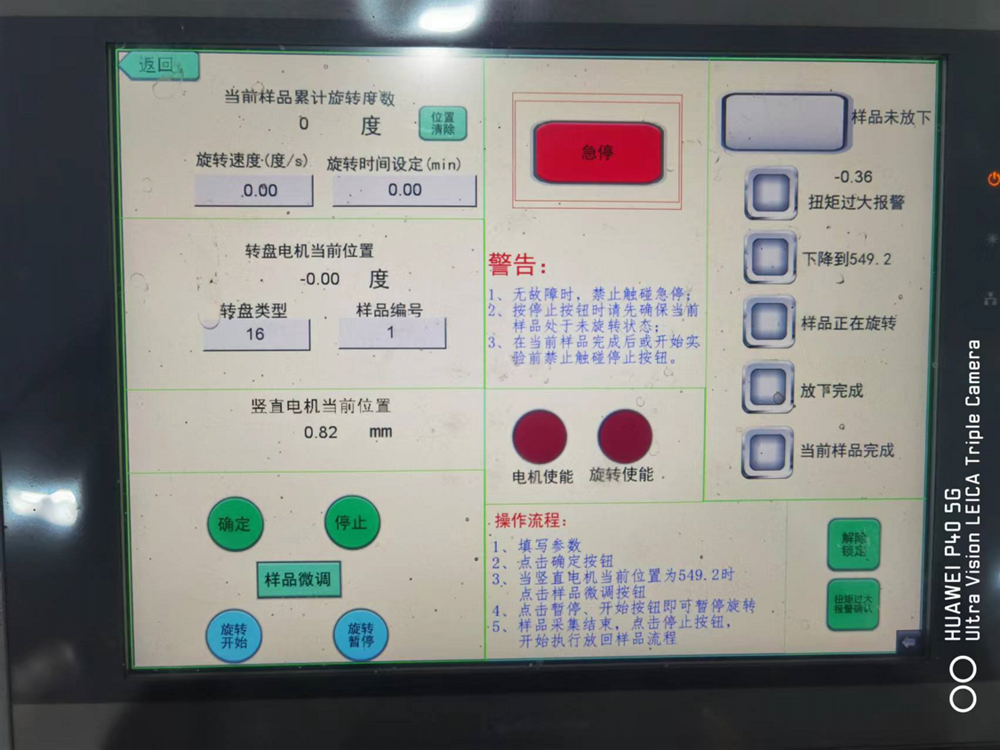 返回
当前样品累计旋转度数
0 度
位置
清除
旋转速度(度/s)
旋转时间设定(min)
0.00
0.00
转盘电机当前位置
-0.00 度
转盘类型
样品编号
16
1
竖直电机当前位置
0.82 mm
确定
停止
样品微调
旋转
开始
旋转
暂停
急停
警告:
1、无故障时，禁止触碰急停;
2、按停止按钮时请先确保当前
样品处于未旋转状态;
3、在当前样品完成后或开始实
验前禁止触碰停止按钮。
电机使能
旋转使能
操作流程:
1、填写参数
2、点击确定按钮
3、当竖直电机当前位置为549.2时
点击样品微调按钮
4、点击暂停、开始按钮即可暂停旋转
5、样品采集结束，点击停止按钮，
开始执行放回样品流程
样品未放下
-0.36
扭矩过大报警
下降到549.2
样品正在旋转
放下完成
当前样品完成
解除
锁定
扭矩过大
报警确认
HUAWEI P40 5G
Ultra Vision LEICA Triple Camera